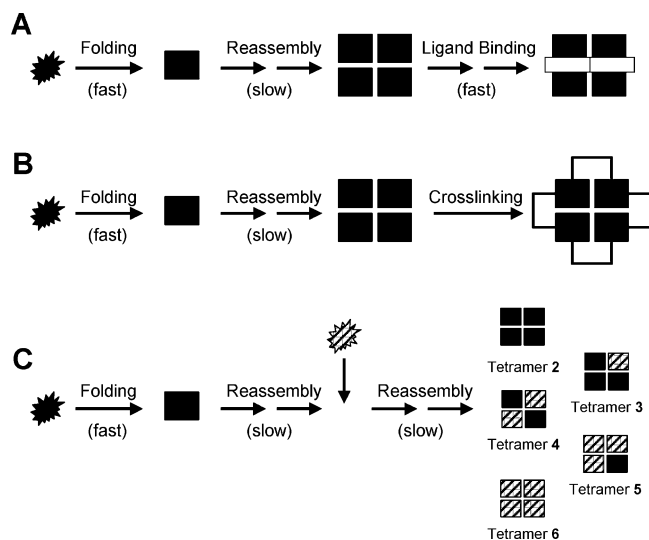 A
Folding
(fast)
Reassembly
(slow)
Ligand Binding
(fast)
B
Folding
(fast)
Reassembly
(slow)
Crosslinking
C
Folding
(fast)
Reassembly
(slow)
Reassembly
(slow)
Tetramer 2
Tetramer 3
Tetramer 4
Tetramer 5
Tetramer 6